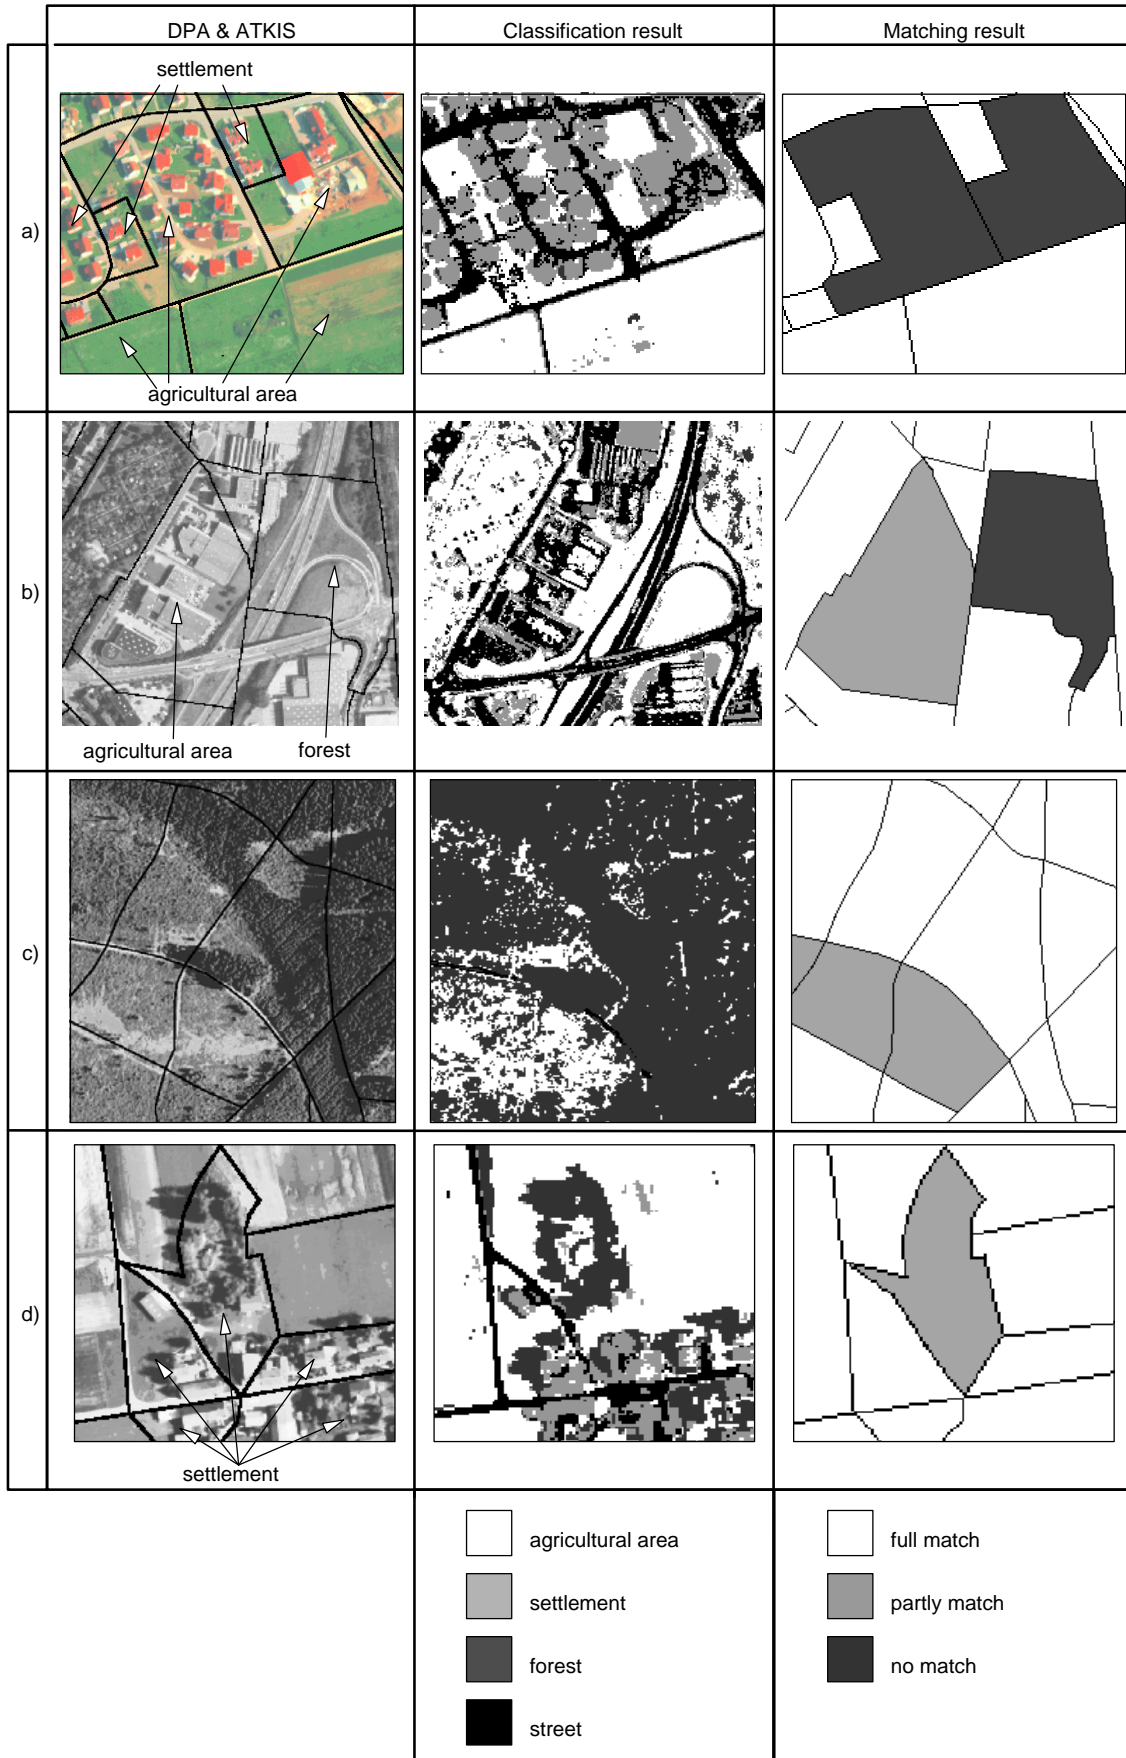 DPA & ATKIS
Classification result
Matching result
a)
settlement
agricultural area
b)
agricultural area
forest
c)
d)
settlement
agricultural area
settlement
forest
street
full match
partly match
no match